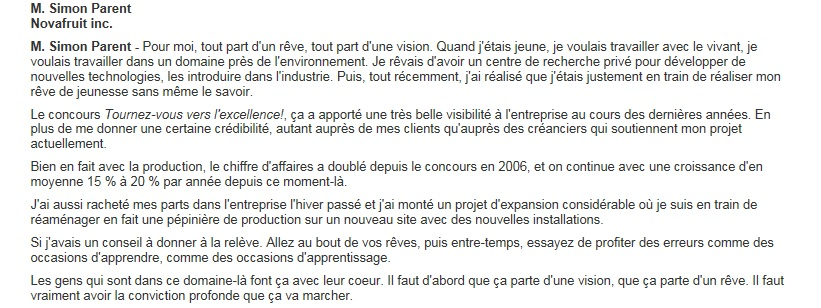 M. Simon Parent
Novafruit inc.
M. Simon Parent - Pour moi, tout part d'un rêve, tout part d'une vision. Quand j'étais jeune, je voulais travailler avec le vivant, je
voulais travailler dans un domaine près de l'environnement. Je rêvais d'avoir un centre de recherche privé pour développer de
nouvelles technologies, les introduire dans l'industrie. Puis, tout récemment, j'ai réalisé que j'étais justement en train de réaliser mon
rêve de jeunesse sans même le savoir.
Le concours Tournez-vous vers l'excellence!, ça a apporté une très belle visibilité à l'entreprise au cours des dernières années. En
plus de me donner une certaine crédibilité, autant auprès de mes clients qu'auprès des créanciers qui soutiennent mon projet
actuellement.
Bien en fait avec la production, le chiffre d'affaires a doublé depuis le concours en 2006, et on continue avec une croissance d'en
moyenne 15 % à 20 % par année depuis ce moment-là.
J'ai aussi racheté mes parts dans l'entreprise l'hiver passé et j'ai monté un projet d'expansion considérable où je suis en train de
réaménager en fait une pépinière de production sur un nouveau site avec des nouvelles installations.
Si j'avais un conseil à donner à la relève. Allez au bout de vos rêves, puis entre-temps, essayez de profiter des erreurs comme des
occasions d'apprendre, comme des occasions d'apprentissage.
Les gens qui sont dans ce domaine-là font ça avec leur coeur. Il faut d'abord que ça parte d'une vision, que ça parte d'un rêve. Il faut
vraiment avoir la conviction profonde que ça va marcher.